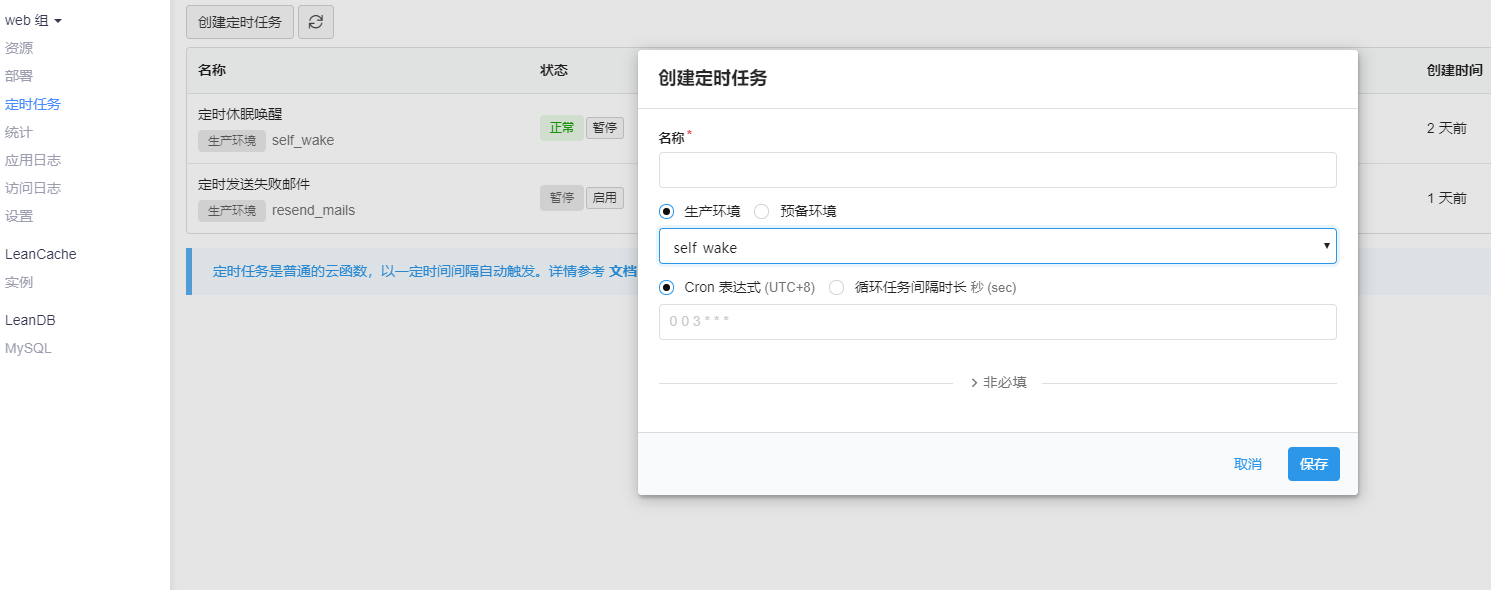 web 组
资源
部署
定时任务
统计
应用日志
访问日志
设置
LeanCache
实例
LeanDB
MySQL
创建定时任务
名称 状态 创建时间
定时休眠唤醒
生产环境 self_wake 正常 暂停 2 天前
定时发送失败邮件
生产环境 resend_mails 暂停 启用 1 天前
定时任务是普通的云函数，以一定时间间隔自动触发。详情参考 文档
创建定时任务
名称*
生产环境 预备环境
self_wake
Cron 表达式 (UTC+8) 循环任务间隔时长 秒 (sec)
0 0 3 * * *
非必填
取消 保存